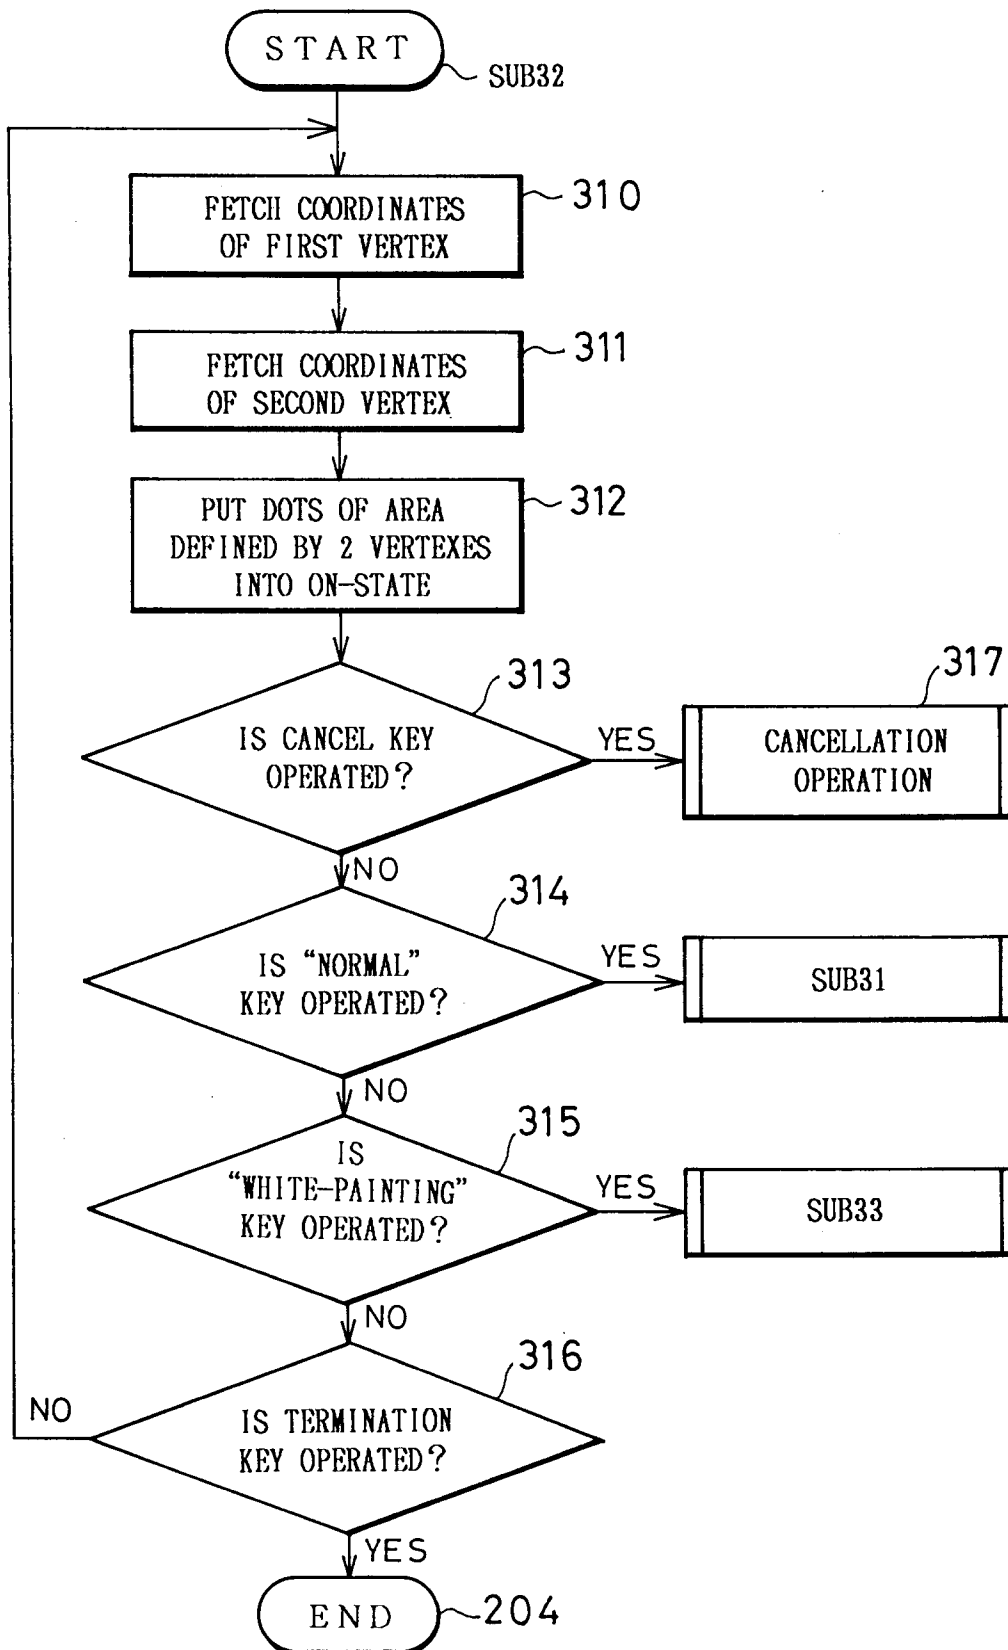 START
SUB32
310
FETCH COORDINATES
OF FIRST VERTEX
311
FETCH COORDINATES
OF SECOND VERTEX
312
PUT DOTS OF AREA
DEFINED BY 2 VERTEXES
INTO ON-STATE
313
IS CANCEL KEY
OPERATED?
YES
317
CANCELLATION
OPERATION
NO
314
IS “NORMAL”
KEY OPERATED?
YES
SUB31
NO
315
IS
“WHITE-PAINTING”
KEY OPERATED?
YES
SUB33
NO
316
IS TERMINATION
KEY OPERATED?
NO
YES
END
204